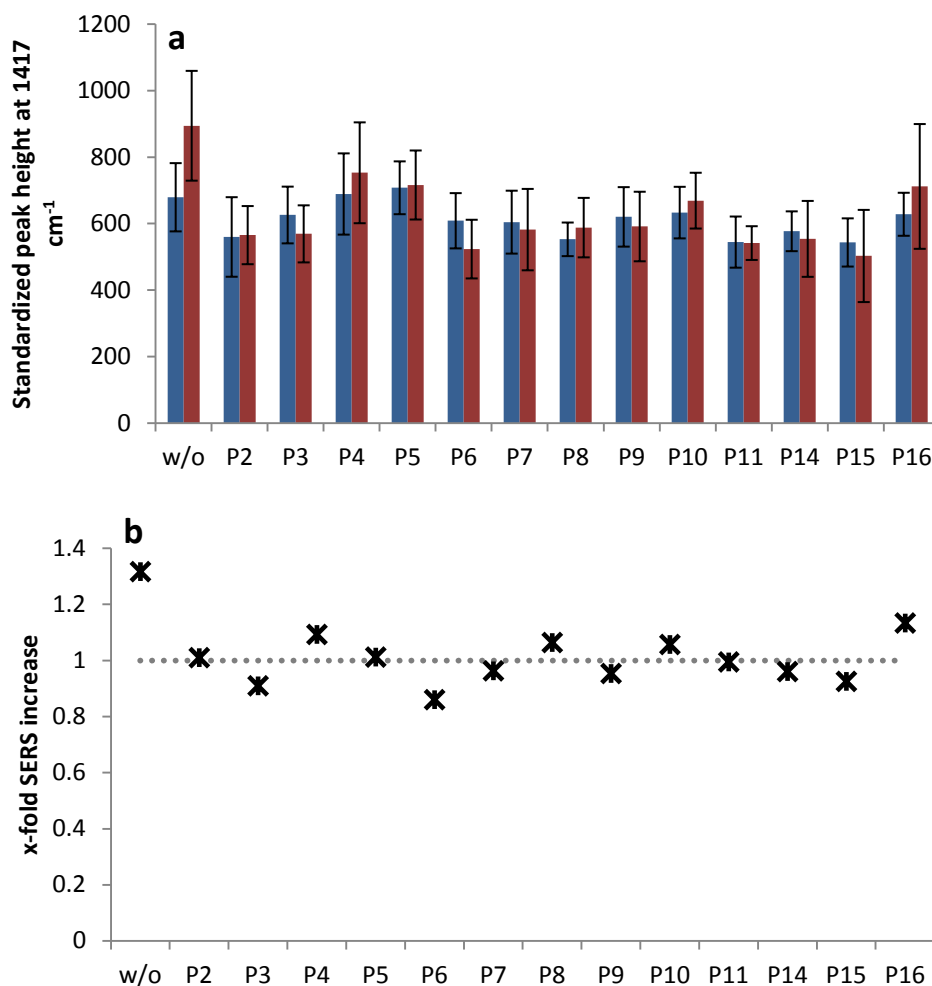 a
Standardized peak height at 1417
cm⁻¹
1200
1000
800
600
400
200
0
w/o P2 P3 P4 P5 P6 P7 P8 P9 P10 P11 P14 P15 P16
b
x-fold SERS increase
1.4
1.2
1
0.8
0.6
0.4
0.2
0
w/o P2 P3 P4 P5 P6 P7 P8 P9 P10 P11 P14 P15 P16